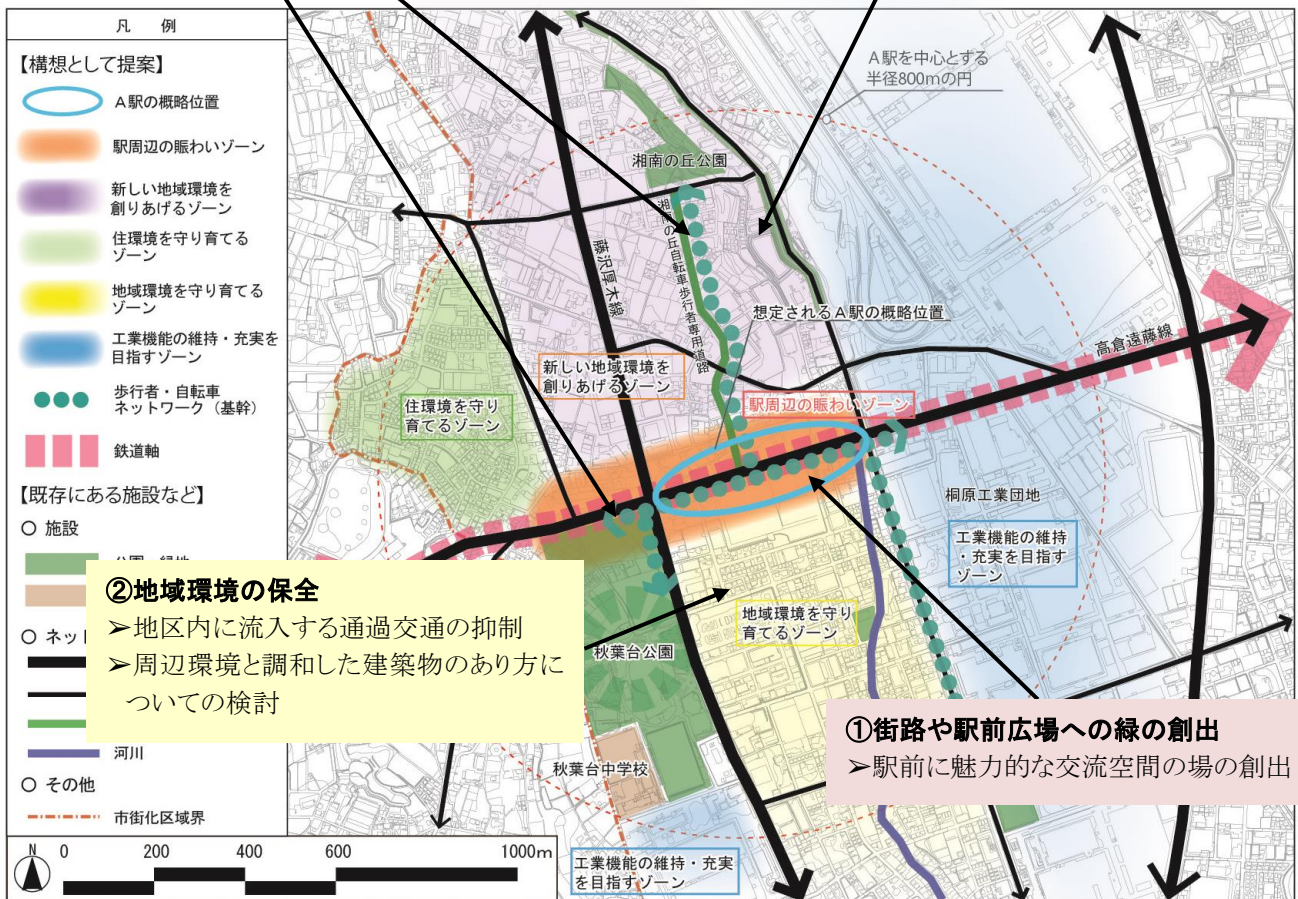 凡 例
【構想として提案】
A駅の概略位置
駅周辺の賑わいゾーン
新しい地域環境を
創りあげるゾーン
住環境を守り育てる
ゾーン
地域環境を守り育てる
ゾーン
工業機能の維持・充実を
目指すゾーン
歩行者・自転車
ネットワーク（基幹）
鉄道軸
【既存にある施設など】
○ 施設
○ ネット
河川
○ その他
市街化区域界
N 0 200 400 600 1000m
A駅を中心とする
半径800mの円
湘南の丘公園
湘南の丘自転車歩行者専用道路
藤沢厚木線
想定されるA駅の概略位置
高倉遠藤線
新しい地域環境を
創りあげるゾーン
住環境を守り
育てるゾーン
駅周辺の賑わいゾーン
桐原工業団地
工業機能の維持
・充実を目指す
ゾーン
地域環境を守り
育てるゾーン
秋葉台公園
②地域環境の保全
➢地区内に流入する通過交通の抑制
➢周辺環境と調和した建築物のあり方に
ついての検討
①街路や駅前広場への緑の創出
➢駅前に魅力的な交流空間の場の創出
秋葉台中学校
工業機能の維持・充実
を目指すゾーン